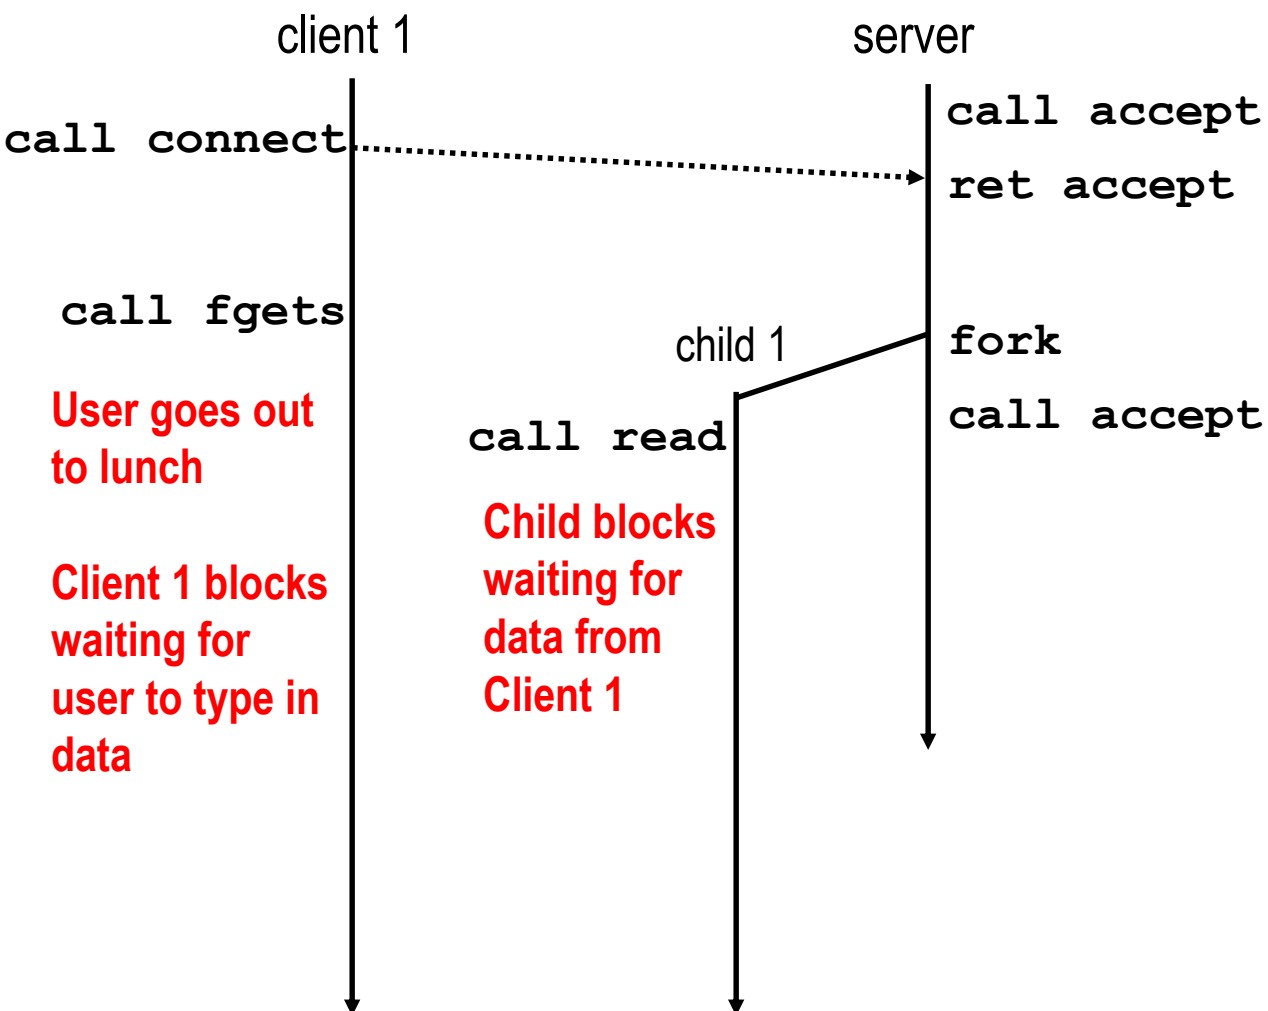 client 1
server
call connect
call accept
ret accept
call fgets
child 1
fork
call accept
call read
User goes out
to lunch
Client 1 blocks
waiting for
user to type in
data
Child blocks
waiting for
data from
Client 1